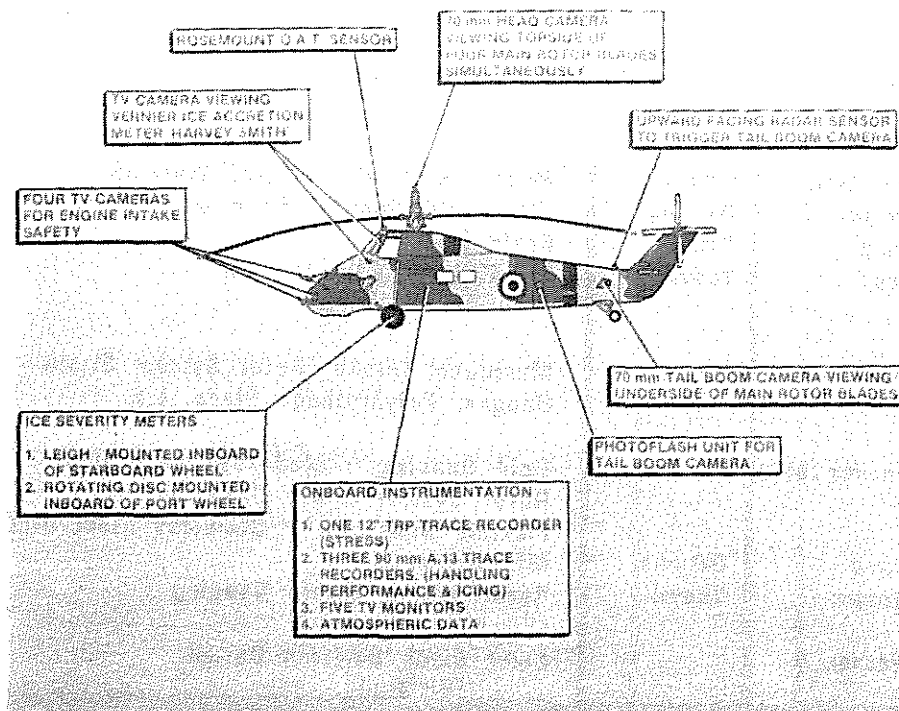 ROSEMOUNT O.A.T. SENSOR
70 mm HEAD CAMERA
VIEWING TOPSIDE OF
FOUR MAIN ROTOR BLADES
SIMULTANEOUSLY
TV CAMERA VIEWING
VERNIER ICE ACCRETION
METER 'HARVEY SMITH'
UPWARD FACING RADAR SENSOR
TO TRIGGER TAIL BOOM CAMERA
FOUR TV CAMERAS
FOR ENGINE INTAKE
SAFETY
70 mm TAIL BOOM CAMERA VIEWING
UNDERSIDE OF MAIN ROTOR BLADES
ICE SEVERITY METERS
1. LEIGH MOUNTED INBOARD
OF STARBOARD WHEEL
2. ROTATING DISC MOUNTED
INBOARD OF PORT WHEEL
PHOTOFLASH UNIT FOR
TAIL BOOM CAMERA
ONBOARD INSTRUMENTATION
1. ONE 12" TRP TRACE RECORDER
(STRESS)
2. THREE 90 mm A.13 TRACE
RECORDERS. (HANDLING
PERFORMANCE & ICING)
3. FIVE TV MONITORS
4. ATMOSPHERIC DATA